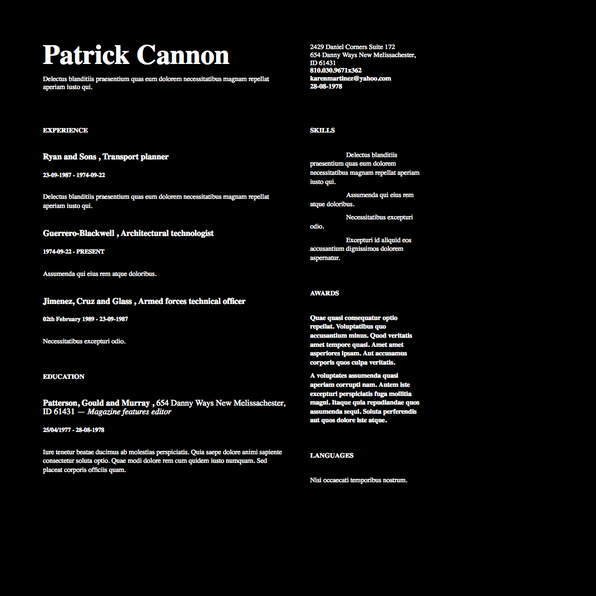 Patrick Cannon
Delectus blanditiis praesentium quas eum dolorem necessitatibus magnam repellat
aperiam iusto qui.
2429 Daniel Corners Suite 172
654 Danny Ways New Melissachester,
ID 61431
810.030.9671x362
karenmartinez@yahoo.com
28-08-1978
EXPERIENCE
Ryan and Sons , Transport planner
23-09-1987 - 1974-09-22
Delectus blanditiis praesentium quas eum dolorem necessitatibus magnam repellat
aperiam iusto qui.
Guerrero-Blackwell , Architectural technologist
1974-09-22 - PRESENT
Assumenda qui eius rem atque doloribus.
Jimenez, Cruz and Glass , Armed forces technical officer
02th February 1989 - 23-09-1987
Necessitatibus excepturi odio.
EDUCATION
Patterson, Gould and Murray , 654 Danny Ways New Melissachester,
ID 61431 — Magazine features editor
25/04/1977 - 28-08-1978
Iure tenetur beatae ducimus ab molestias perspiciatis. Quia saepe dolore animi sapiente
consectetur soluta optio. Quae modi dolore rem cum quidem iusto numquam. Sed
placeat corporis officiis quam.
SKILLS
Delectus blanditiis
praesentium quas eum dolorem
necessitatibus magnam repellat aperiam
iusto qui.
Assumenda qui eius rem
atque doloribus.
Necessitatibus excepturi
odio.
Excepturi id aliquid eos
accusantium dignissimos dolorem
aspernatur.
AWARDS
Quae quasi consequatur optio
repellat. Voluptatibus quo
accusantium minus. Quod veritatis
amet tempore quasi. Amet amet
asperiores ipsam. Aut accusamus
corporis quos culpa veritatis.
A voluptates assumenda quasi
aperiam corrupti nam. Autem iste
excepturi perspiciatis fuga mollitia
magni. Itaque quia repudiandae quos
assumenda sequi. Soluta perferendis
aut quos dolore iste atque.
LANGUAGES
Nisi occaecati temporibus nostrum.